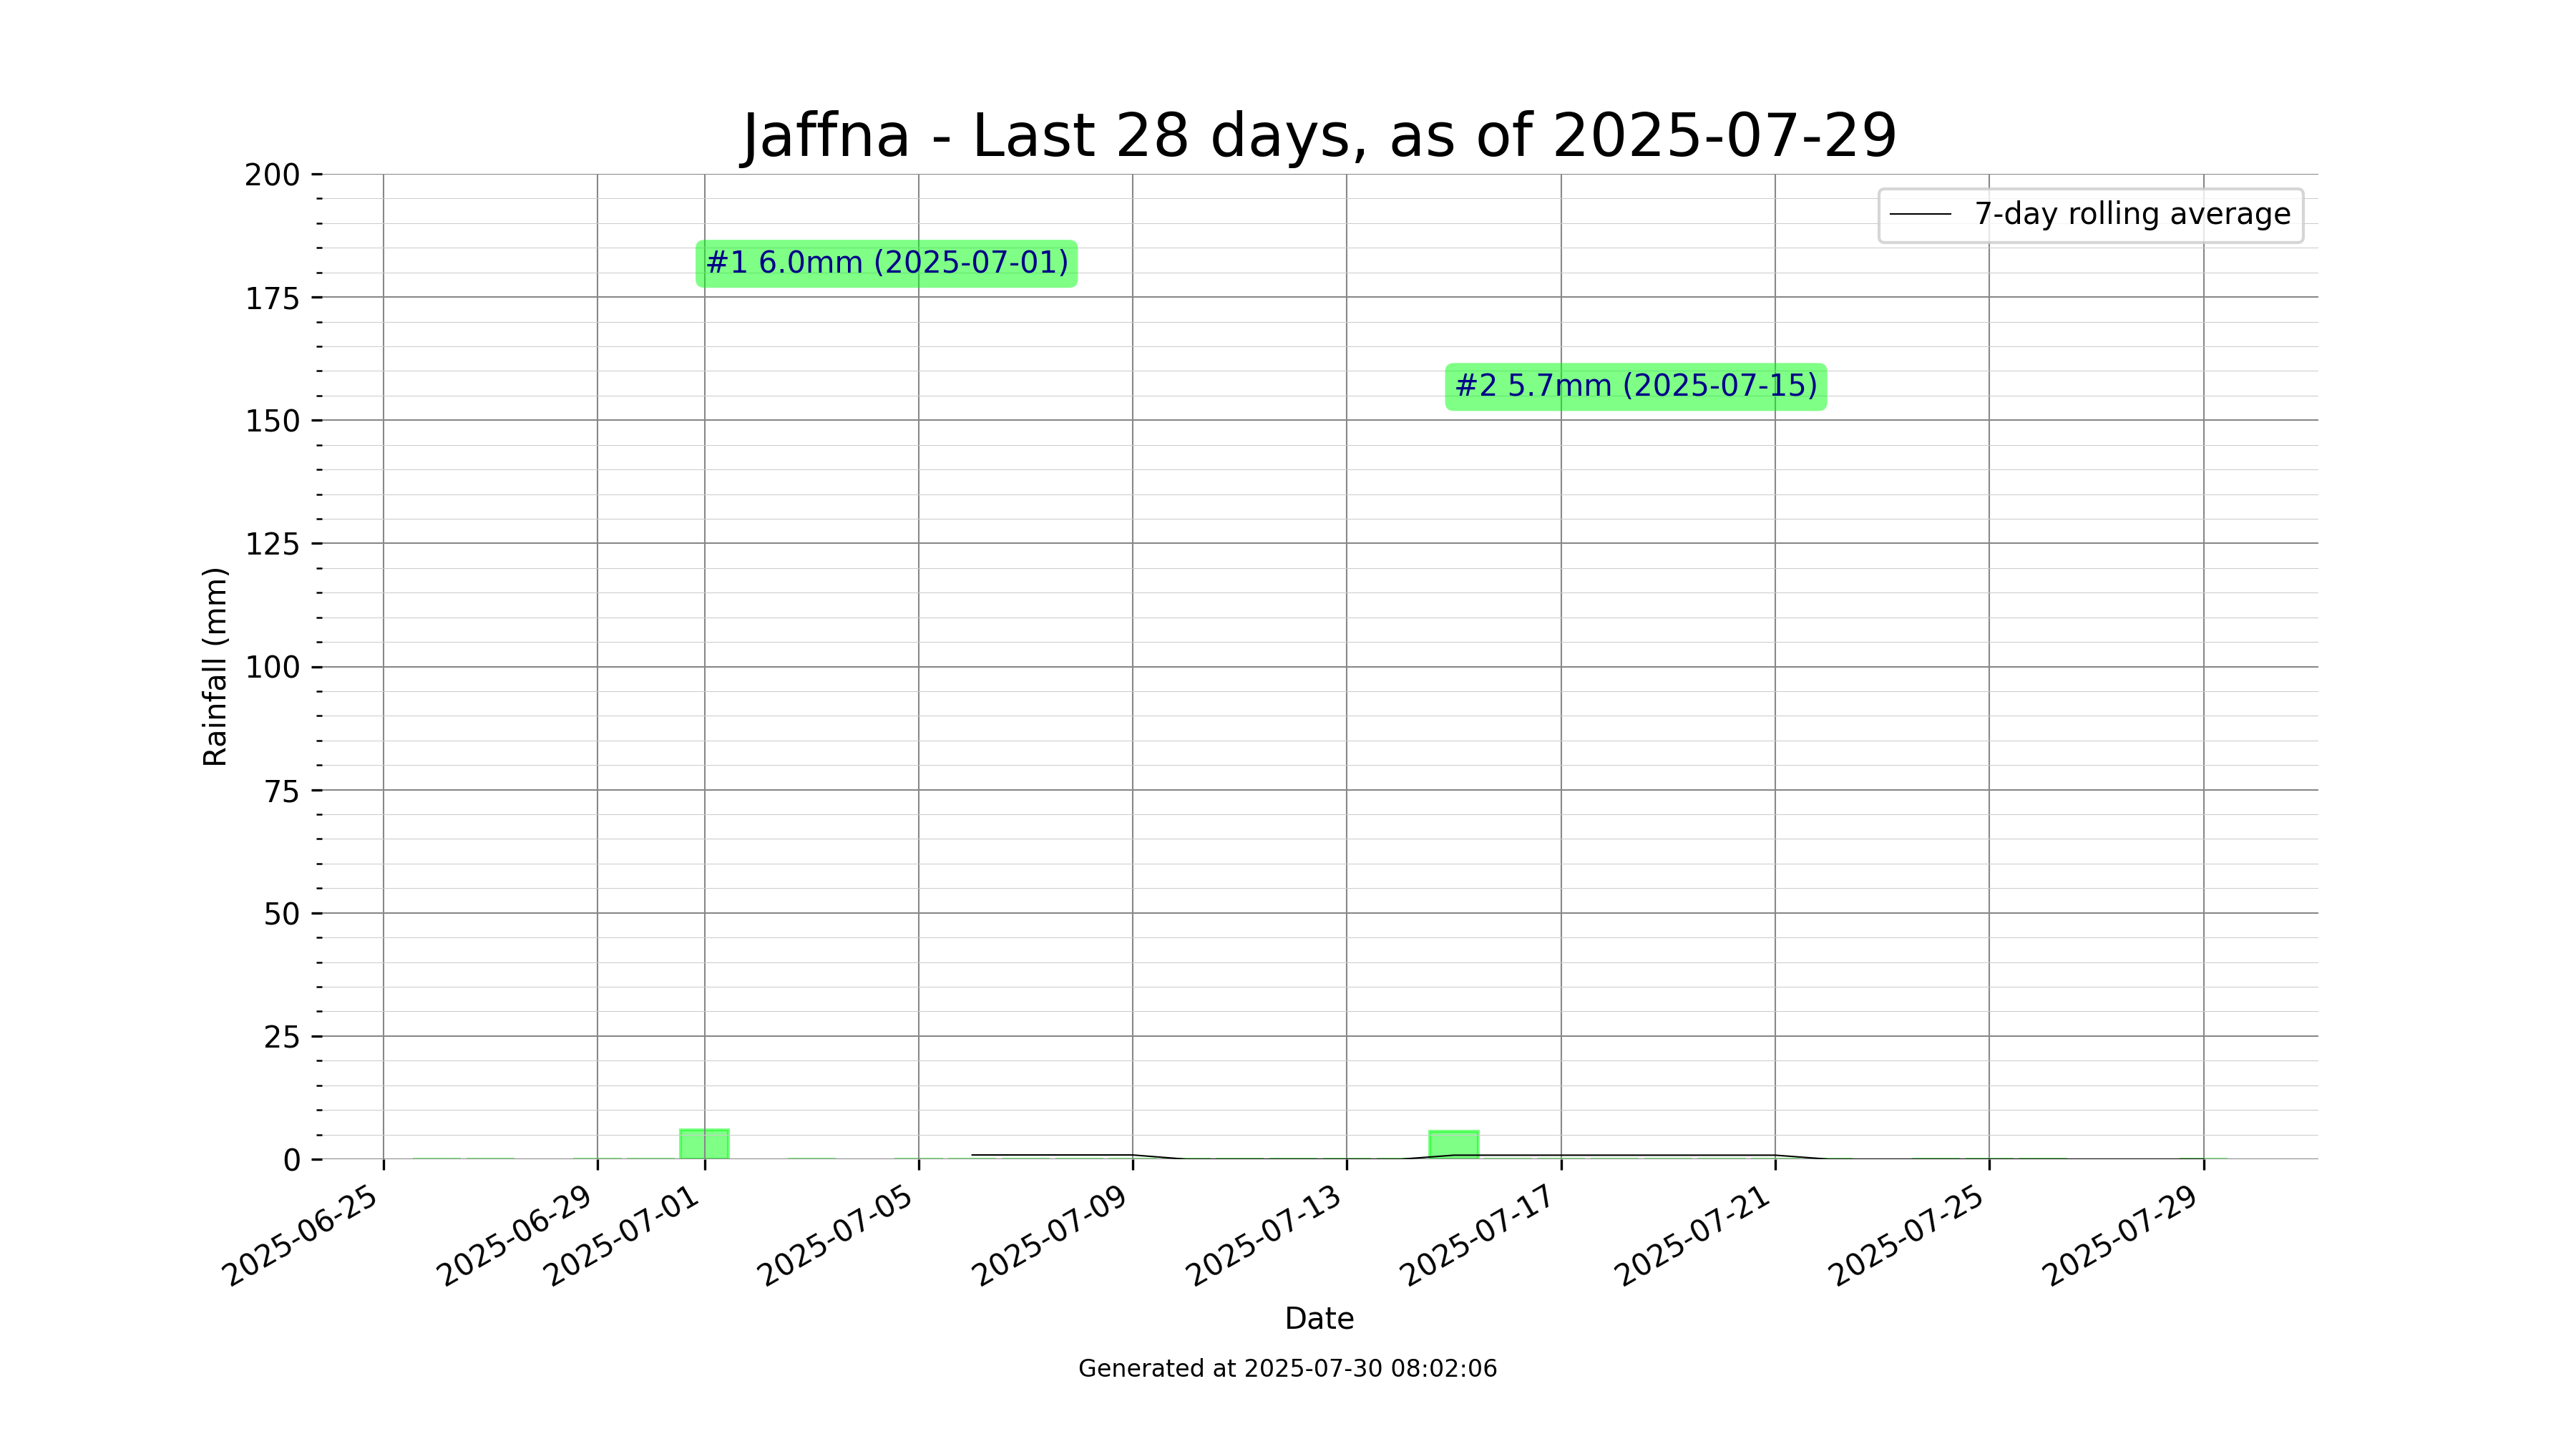 Jaffna - Last 28 days, as of 2025-07-29
7-day rolling average
#1 6.0mm (2025-07-01)
#2 5.7mm (2025-07-15)
Rainfall (mm)
200
175
150
125
100
75
50
25
0
2025-06-25
2025-06-29
2025-07-01
2025-07-05
2025-07-09
2025-07-13
2025-07-17
2025-07-21
2025-07-25
2025-07-29
Date
Generated at 2025-07-30 08:02:06